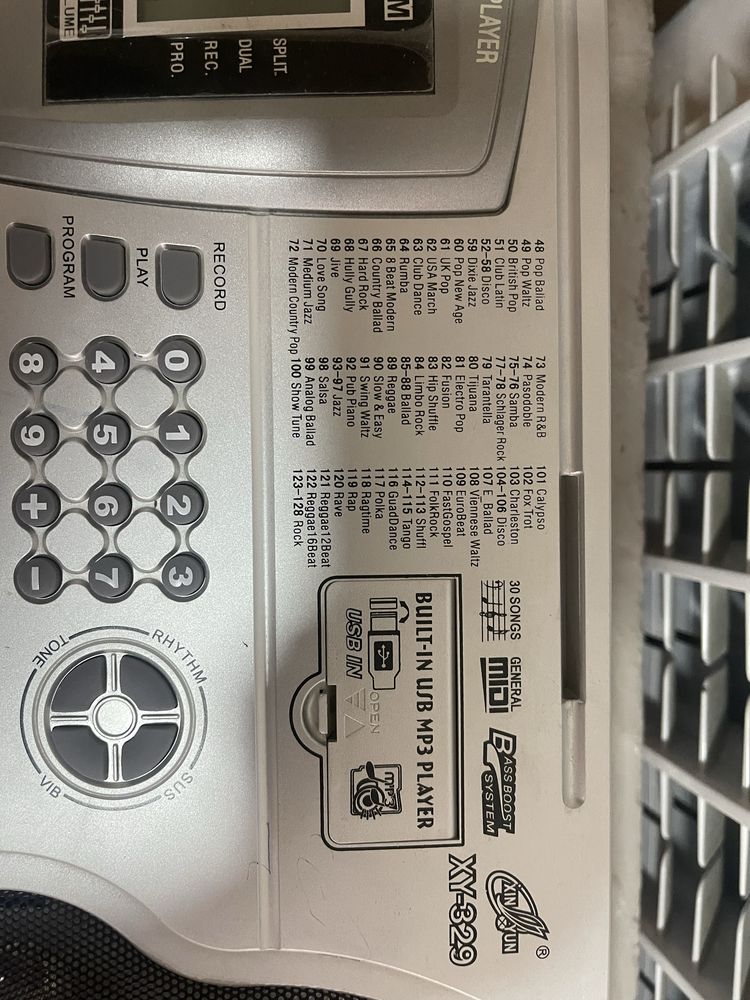 PLAYER
SPLIT.
DUAL
REC.
PRO.
RECORD
PLAY
PROGRAM
0 1 2 3
4 5 6 7
8 9 + −
RHYTHM
TONE
SUS
VIB
48 Pop Ballad
49 Pop Waltz
50 British Pop
51 Club Latin
52-58 Disco
59 Dixie Jazz
60 Pop New Age
61 UK Pop
62 USA March
63 Club Dance
64 Rumba
65 8 Beat Modern
66 Country Ballad
67 Hard Rock
68 Hully Gully
69 Jive
70 Love Song
71 Medium Jazz
72 Modern Country Pop
73 Modern R&B
74 Pasodoble
75-76 Samba
77-78 Schlager Rock
79 Tarantella
80 Tijuana
81 Electro Pop
82 Fusion
83 Hip Shuffle
84 Limbo Rock
85-88 Ballad
89 Reggae
90 Slow & Easy
91 Swing Waltz
92 Pub Piano
93-97 Jazz
98 Salsa
99 Analog Ballad
100 Show Tune
101 Calypso
102 Fox Trot
103 Charleston
104-106 Disco
107 E_Ballad
108 Viennese Waltz
109 EuroBeat
110 FastGospel
111 FolkRock
112-113 Shuffl
114-115 Tango
116 GuadDance
117 Polka
118 Ragtime
119 Rap
120 Rave
121 Reggae12Beat
122 Reggae16Beat
123-128 Rock
30 SONGS
GENERAL
MIDI
BASS BOOST
SYSTEM
BUILT-IN USB MP3 PLAYER
USB IN
OPEN
MP3
XIN YUN ®
XY-329